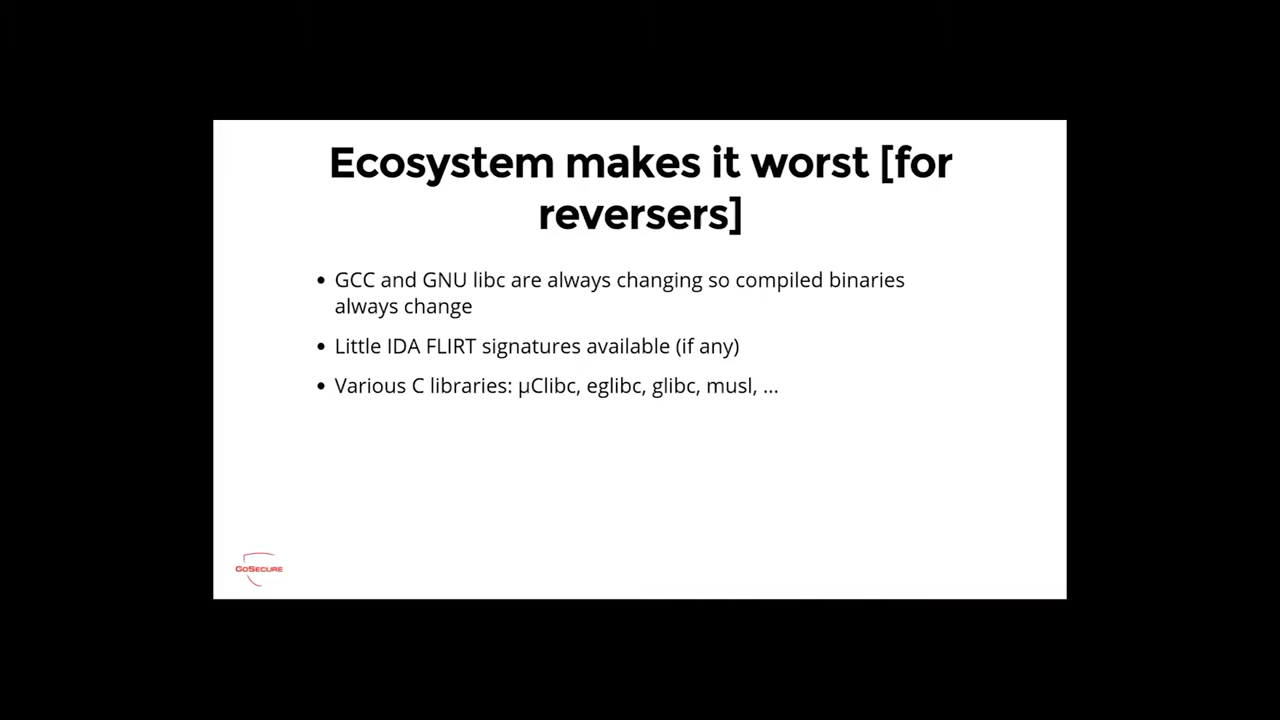 Ecosystem makes it worst [for
reversers]
• GCC and GNU libc are always changing so compiled binaries
always change
• Little IDA FLIRT signatures available (if any)
• Various C libraries: µClibc, eglibc, glibc, musl, ...
GoSecure